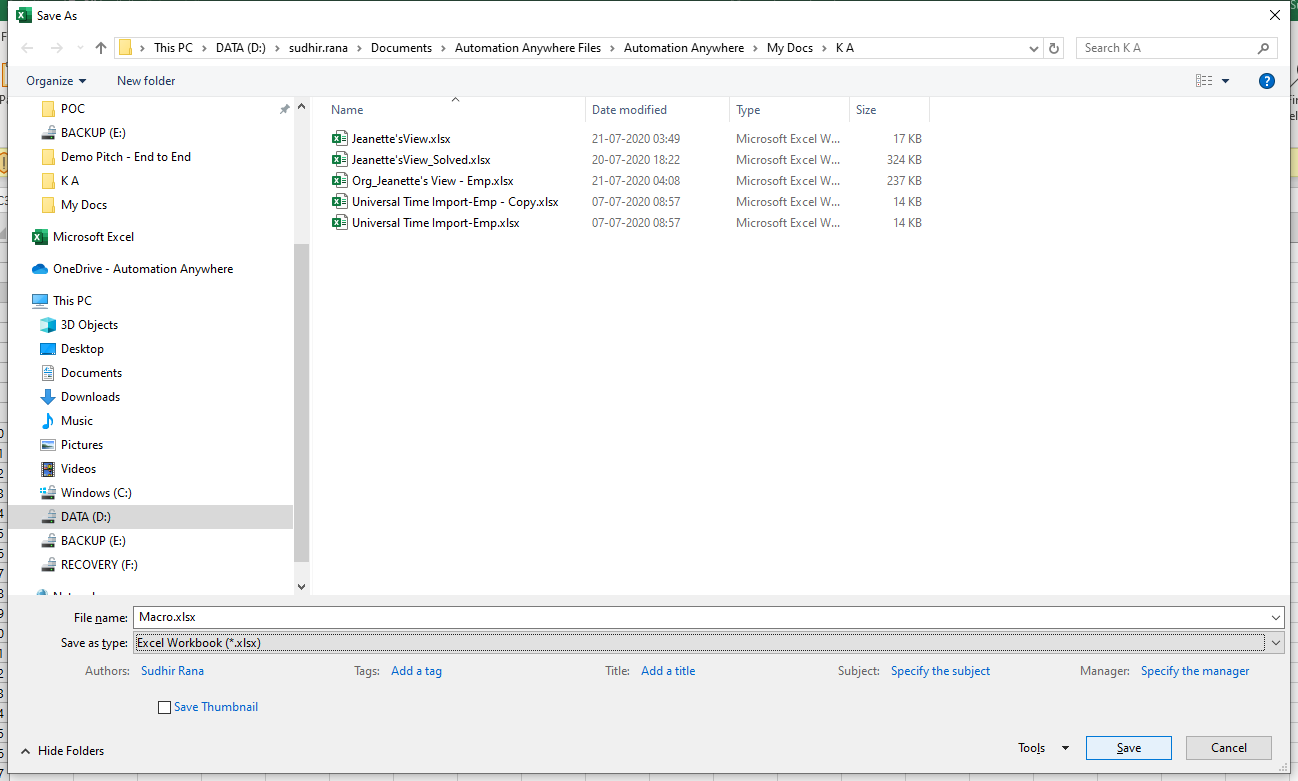 Save As
This PC > DATA (D:) > sudhir.rana > Documents > Automation Anywhere Files > Automation Anywhere > My Docs > K A
Search K A
Organize
New folder
POC
BACKUP (E:)
Demo Pitch - End to End
K A
My Docs
Microsoft Excel
OneDrive - Automation Anywhere
This PC
3D Objects
Desktop
Documents
Downloads
Music
Pictures
Videos
Windows (C:)
DATA (D:)
BACKUP (E:)
RECOVERY (F:)
Name Date modified Type Size
Jeanette'sView.xlsx 21-07-2020 03:49 Microsoft Excel W... 17 KB
Jeanette'sView_Solved.xlsx 20-07-2020 18:22 Microsoft Excel W... 324 KB
Org_Jeanette's View - Emp.xlsx 21-07-2020 04:08 Microsoft Excel W... 237 KB
Universal Time Import-Emp - Copy.xlsx 07-07-2020 08:57 Microsoft Excel W... 14 KB
Universal Time Import-Emp.xlsx 07-07-2020 08:57 Microsoft Excel W... 14 KB
File name: Macro.xlsx
Save as type: Excel Workbook (*.xlsx)
Authors: Sudhir Rana Tags: Add a tag Title: Add a title Subject: Specify the subject Manager: Specify the manager
Save Thumbnail
Hide Folders
Tools
Save
Cancel